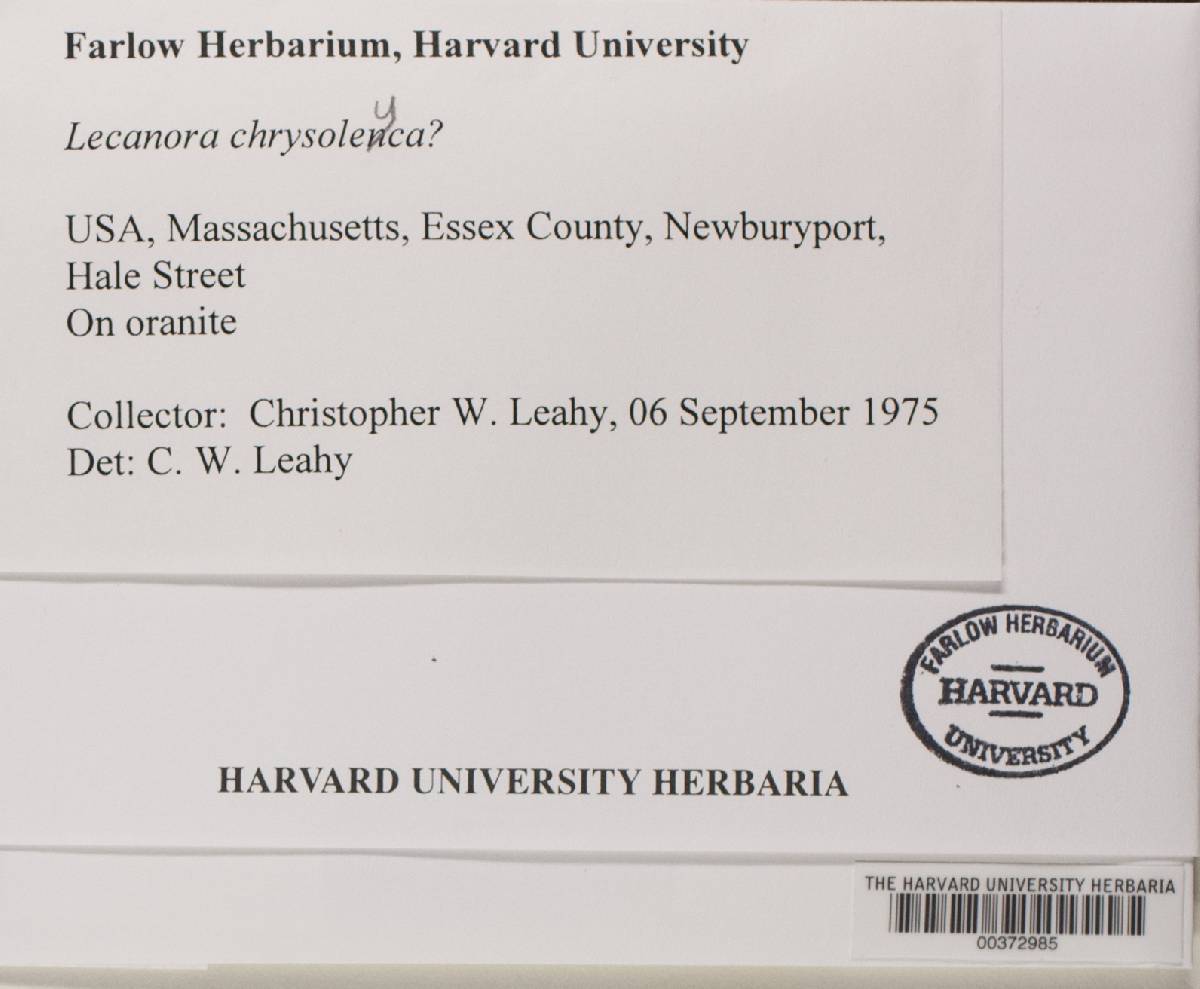 Farlow Herbarium, Harvard University
y
Lecanora chrysolenca?
USA, Massachusetts, Essex County, Newburyport,
Hale Street
On oranite
Collector: Christopher W. Leahy, 06 September 1975
Det: C. W. Leahy
FARLOW HERBARIUM
HARVARD
UNIVERSITY
HARVARD UNIVERSITY HERBARIA
THE HARVARD UNIVERSITY HERBARIA
00372985